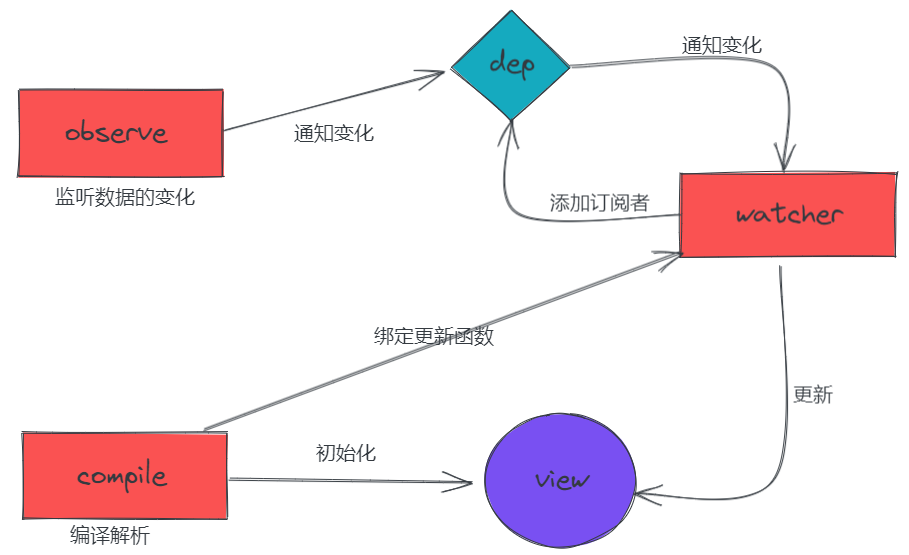 通知变化
dep
observe
通知变化
监听数据的变化
添加订阅者
watcher
绑定更新函数
更新
初始化
compile
view
编译解析